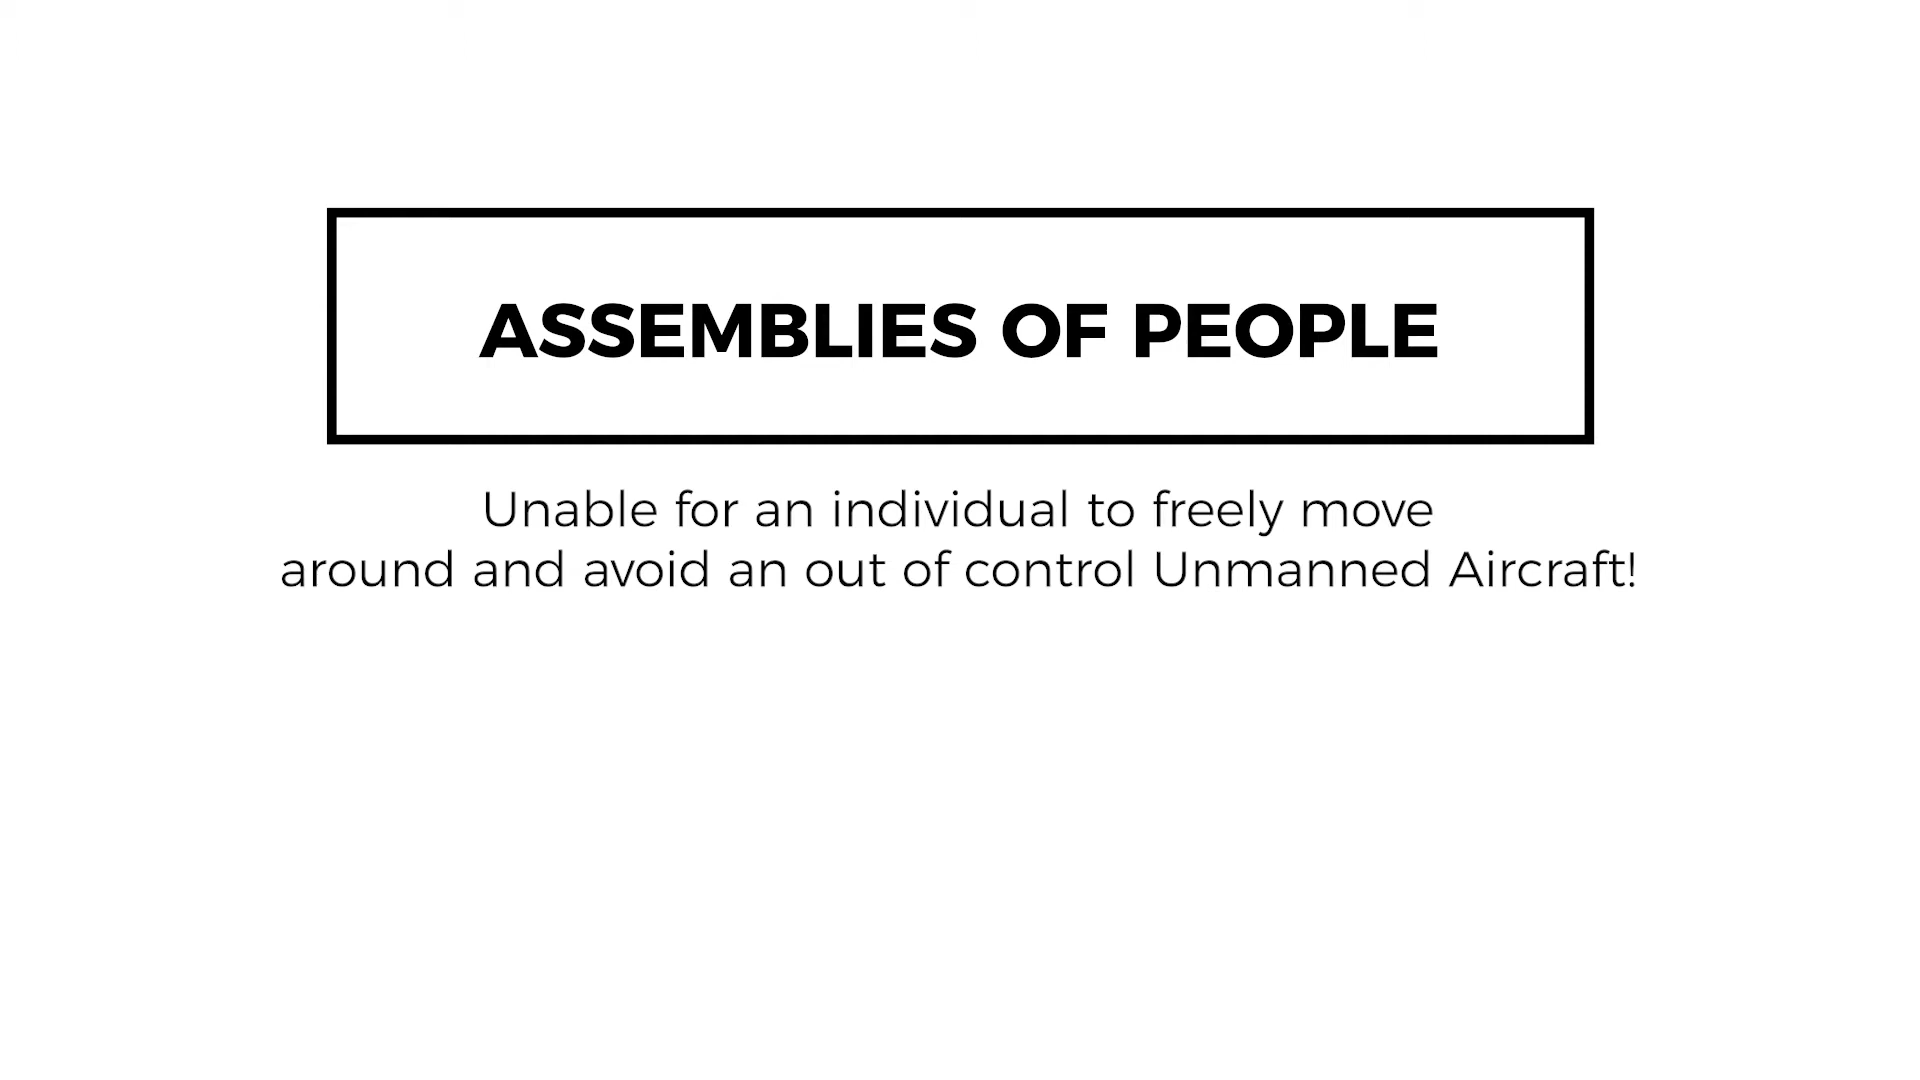 ASSEMBLIES OF PEOPLE
Unable for an individual to freely move
around and avoid an out of control Unmanned Aircraft!